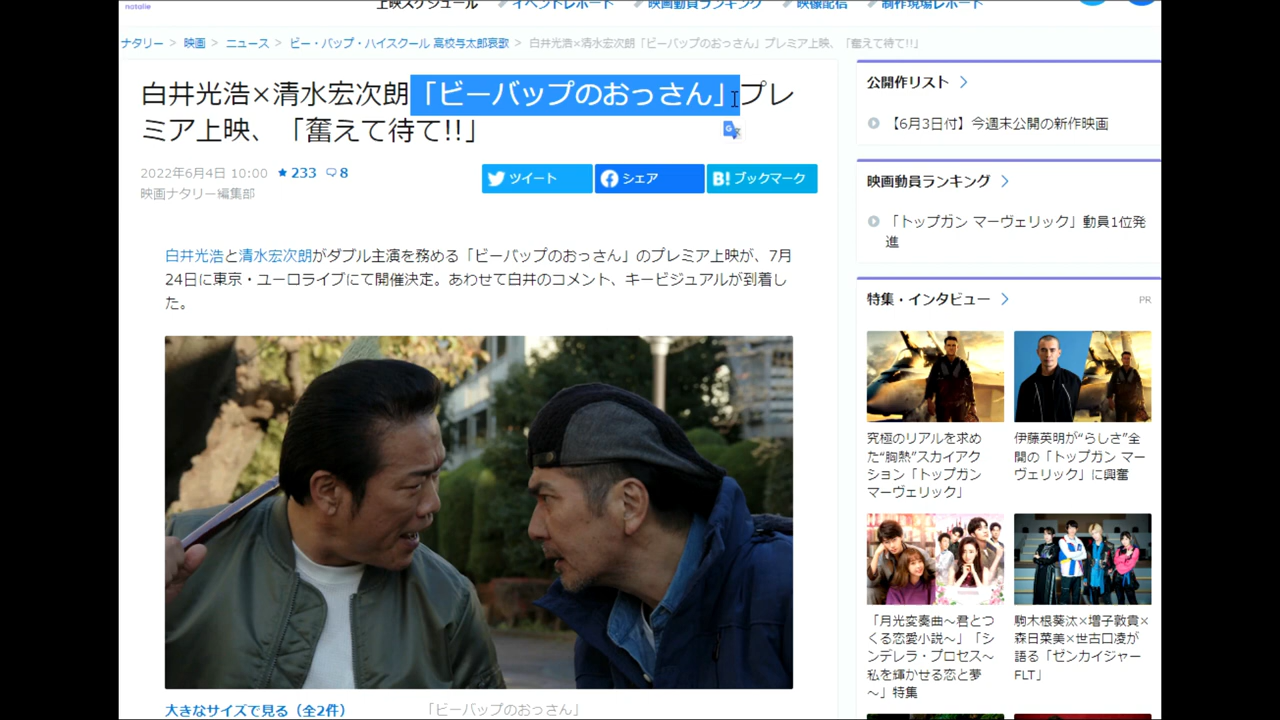 natalie
上映スケジュール
イベントレポート
映画動員ランキング
映像配信
制作現場レポート
ナタリー > 映画 > ニュース > ビー・バップ・ハイスクール 高校与太郎哀歌 > 白井光浩×清水宏次朗「ビーバップのおっさん」プレミア上映、「奮えて待て!!」
白井光浩×清水宏次朗「ビーバップのおっさん」プレ
ミア上映、「奮えて待て!!」
2022年6月4日 10:00 ★ 233 8
映画ナタリー編集部
ツイート
シェア
B! ブックマーク
白井光浩と清水宏次朗がダブル主演を務める「ビーバップのおっさん」のプレミア上映が、7月
24日に東京・ユーロライブにて開催決定。あわせて白井のコメント、キービジュアルが到着し
た。
大きなサイズで見る（全2件）
「ビーバップのおっさん」
公開作リスト
【6月3日付】今週末公開の新作映画
映画動員ランキング
「トップガン マーヴェリック」動員1位発
進
特集・インタビュー
PR
究極のリアルを求め
た“胸熱”スカイアク
ション「トップガン
マーヴェリック」
伊藤英明が“らしさ”全
開の「トップガン マー
ヴェリック」に興奮
「月光変奏曲～君とつ
くる恋愛小説～」「シ
ンデレラ・プロセス～
私を輝かせる恋と夢
～」特集
駒木根葵汰×増子敦貴×
森日菜美×世古口凌が
語る「ゼンカイジャー
FLT」